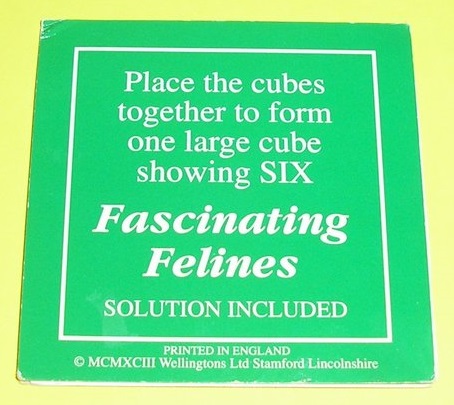 Place the cubes
together to form
one large cube
showing SIX
Fascinating
Felines
SOLUTION INCLUDED
PRINTED IN ENGLAND
© MCMXCIII Wellingtons Ltd Stamford Lincolnshire